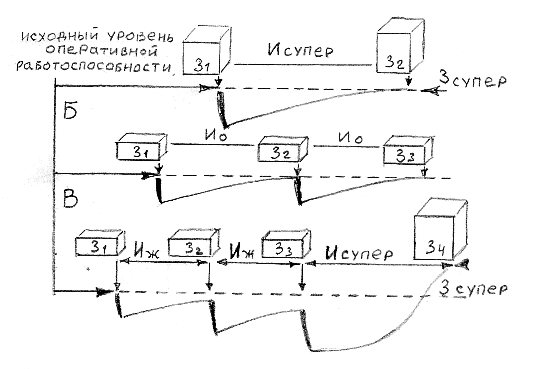 исходный уровень
оперативной
работоспособности
З1
Исупер
З2
Зсупер
Б
З1
Ио
З2
Ио
З3
В
З1
Иж
З2
Иж
З3
Исупер
З4
Зсупер